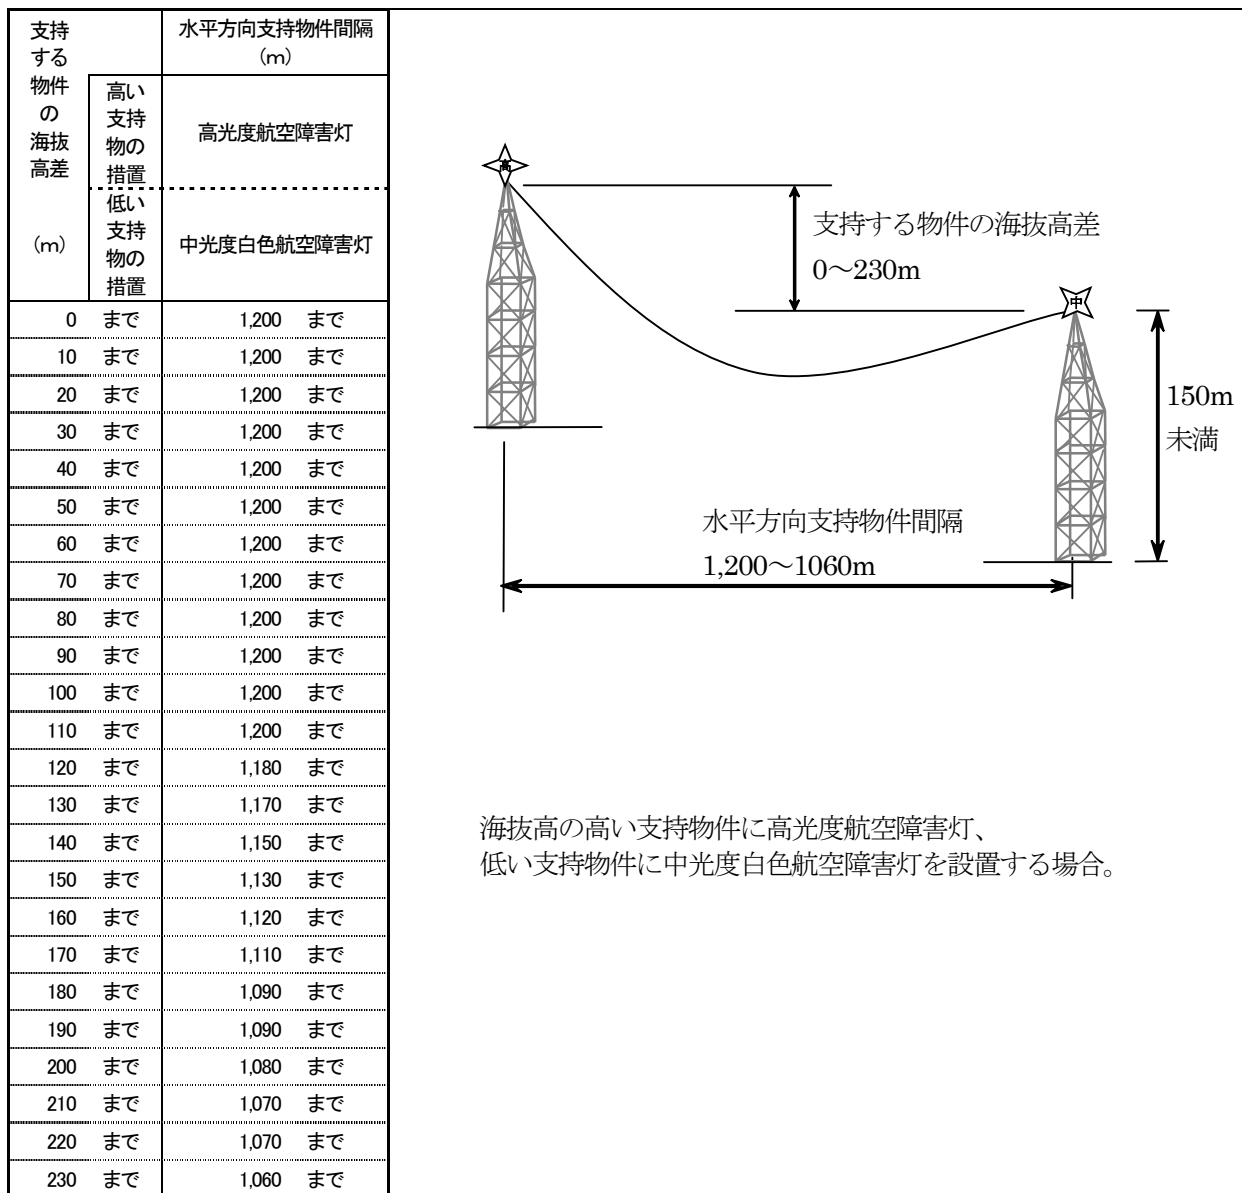 支持
する
物件
の
海抜
高差
(m)
水平方向支持物件間隔
(m)
高い
支持
物の
措置
高光度航空障害灯
低い
支持
物の
措置
中光度白色航空障害灯
0 まで 1,200 まで
10 まで 1,200 まで
20 まで 1,200 まで
30 まで 1,200 まで
40 まで 1,200 まで
50 まで 1,200 まで
60 まで 1,200 まで
70 まで 1,200 まで
80 まで 1,200 まで
90 まで 1,200 まで
100 まで 1,200 まで
110 まで 1,200 まで
120 まで 1,180 まで
130 まで 1,170 まで
140 まで 1,150 まで
150 まで 1,130 まで
160 まで 1,120 まで
170 まで 1,110 まで
180 まで 1,090 まで
190 まで 1,090 まで
200 まで 1,080 まで
210 まで 1,070 まで
220 まで 1,070 まで
230 まで 1,060 まで
高
支持する物件の海抜高差
0～230m
中
150m
未満
水平方向支持物件間隔
1,200～1060m
海抜高の高い支持物件に高光度航空障害灯、
低い支持物件に中光度白色航空障害灯を設置する場合。